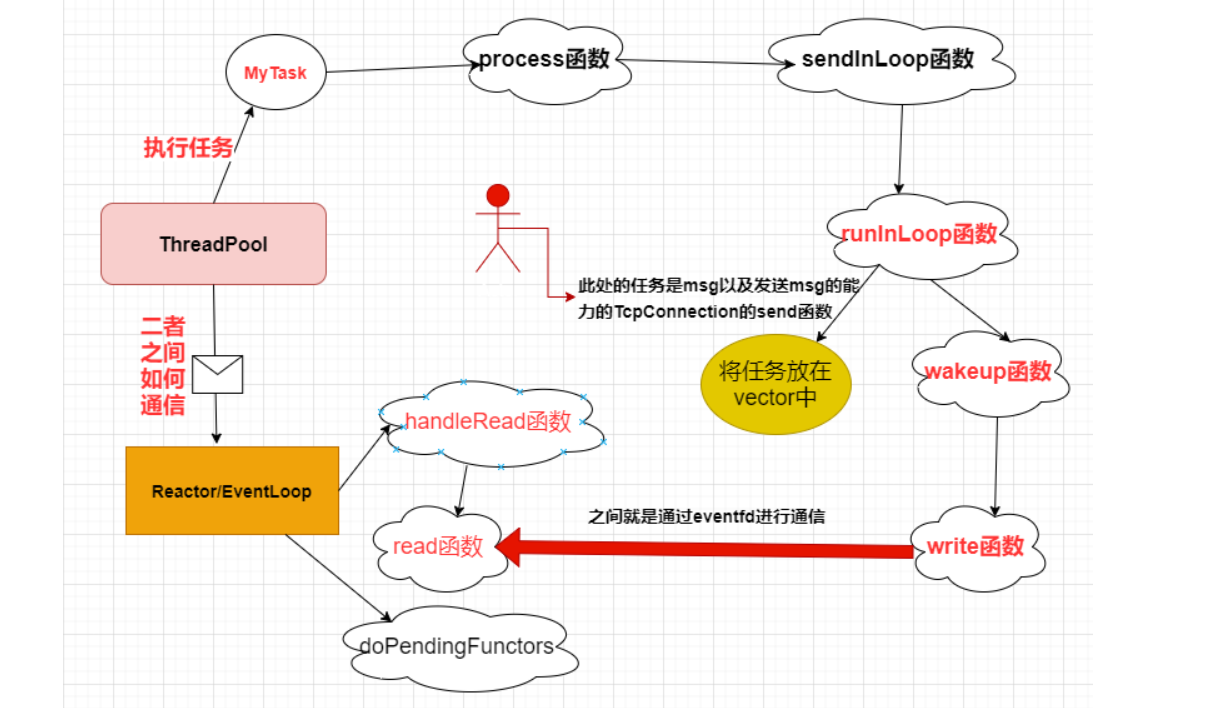 MyTask
process函数
sendInLoop函数
执行任务
ThreadPool
runInLoop函数
此处的任务是msg以及发送msg的能
力的TcpConnection的send函数
二者
之间
如何
通信
将任务放在
vector中
wakeup函数
handleRead函数
Reactor/EventLoop
之间就是通过eventfd进行通信
read函数
write函数
doPendingFunctors